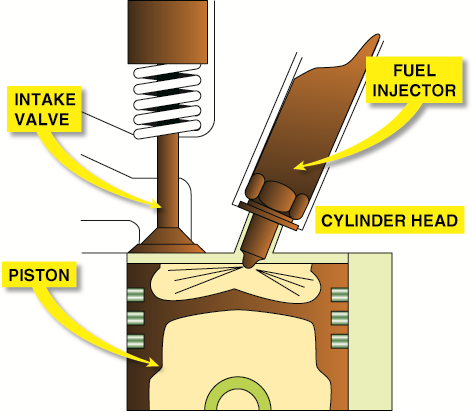 FUEL
INJECTOR
INTAKE
VALVE
CYLINDER HEAD
PISTON